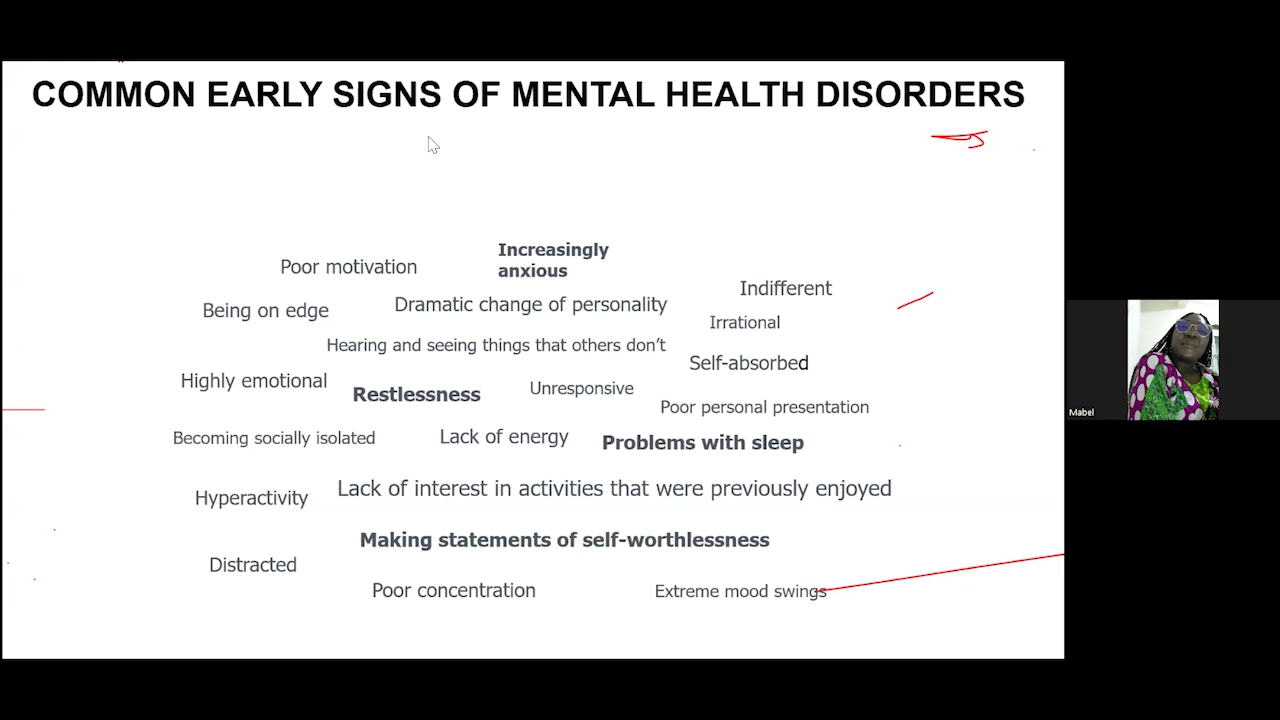 COMMON EARLY SIGNS OF MENTAL HEALTH DISORDERS
Increasingly
anxious
Poor motivation
Indifferent
Being on edge
Dramatic change of personality
Irrational
Hearing and seeing things that others don't
Self-absorbed
Highly emotional
Restlessness
Unresponsive
Poor personal presentation
Becoming socially isolated
Lack of energy
Problems with sleep
Hyperactivity
Lack of interest in activities that were previously enjoyed
Making statements of self-worthlessness
Distracted
Poor concentration
Extreme mood swings
Mabel